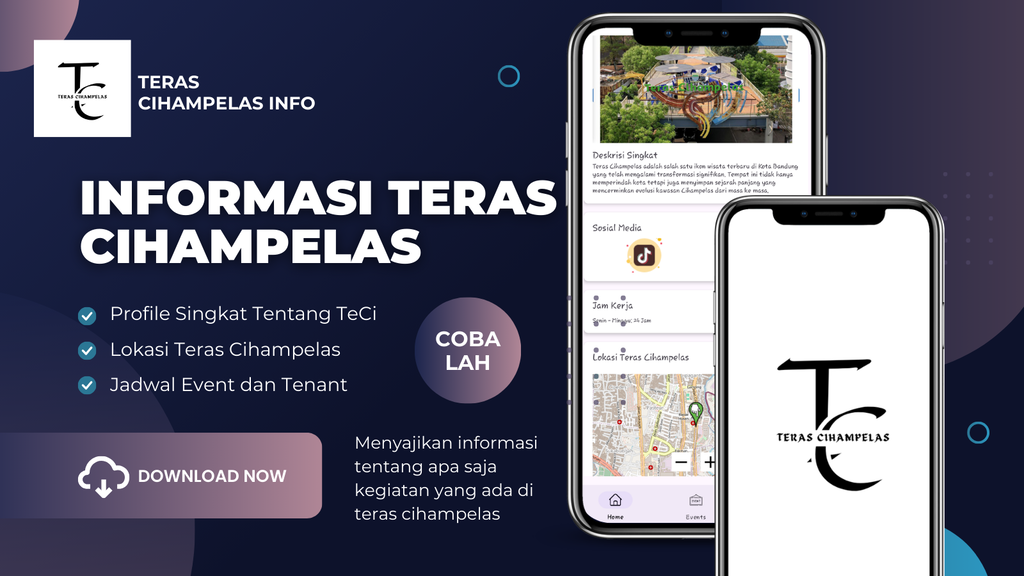 TERAS CIHAMPELAS
TERAS
CIHAMPELAS INFO
INFORMASI TERAS
CIHAMPELAS
Profile Singkat Tentang TeCi
Lokasi Teras Cihampelas
Jadwal Event dan Tenant
COBA
LAH
DOWNLOAD NOW
Menyajikan informasi
tentang apa saja
kegiatan yang ada di
teras cihampelas
Deskrisi Singkat
Teras Cihampelas adalah salah satu ikon wisata terbaru di Kota Bandung
yang telah mengalami transformasi signifikan. Tempat ini tidak hanya
memperindah kota tetapi juga menyimpan sejarah panjang yang
mencerminkan evolusi kawasan Cihampelas dari masa ke masa.
Sosial Media
Jam Kerja
Senin - Minggu: 24 Jam
Lokasi Teras Cihampelas
Home
Events
TC
TERAS CIHAMPELAS